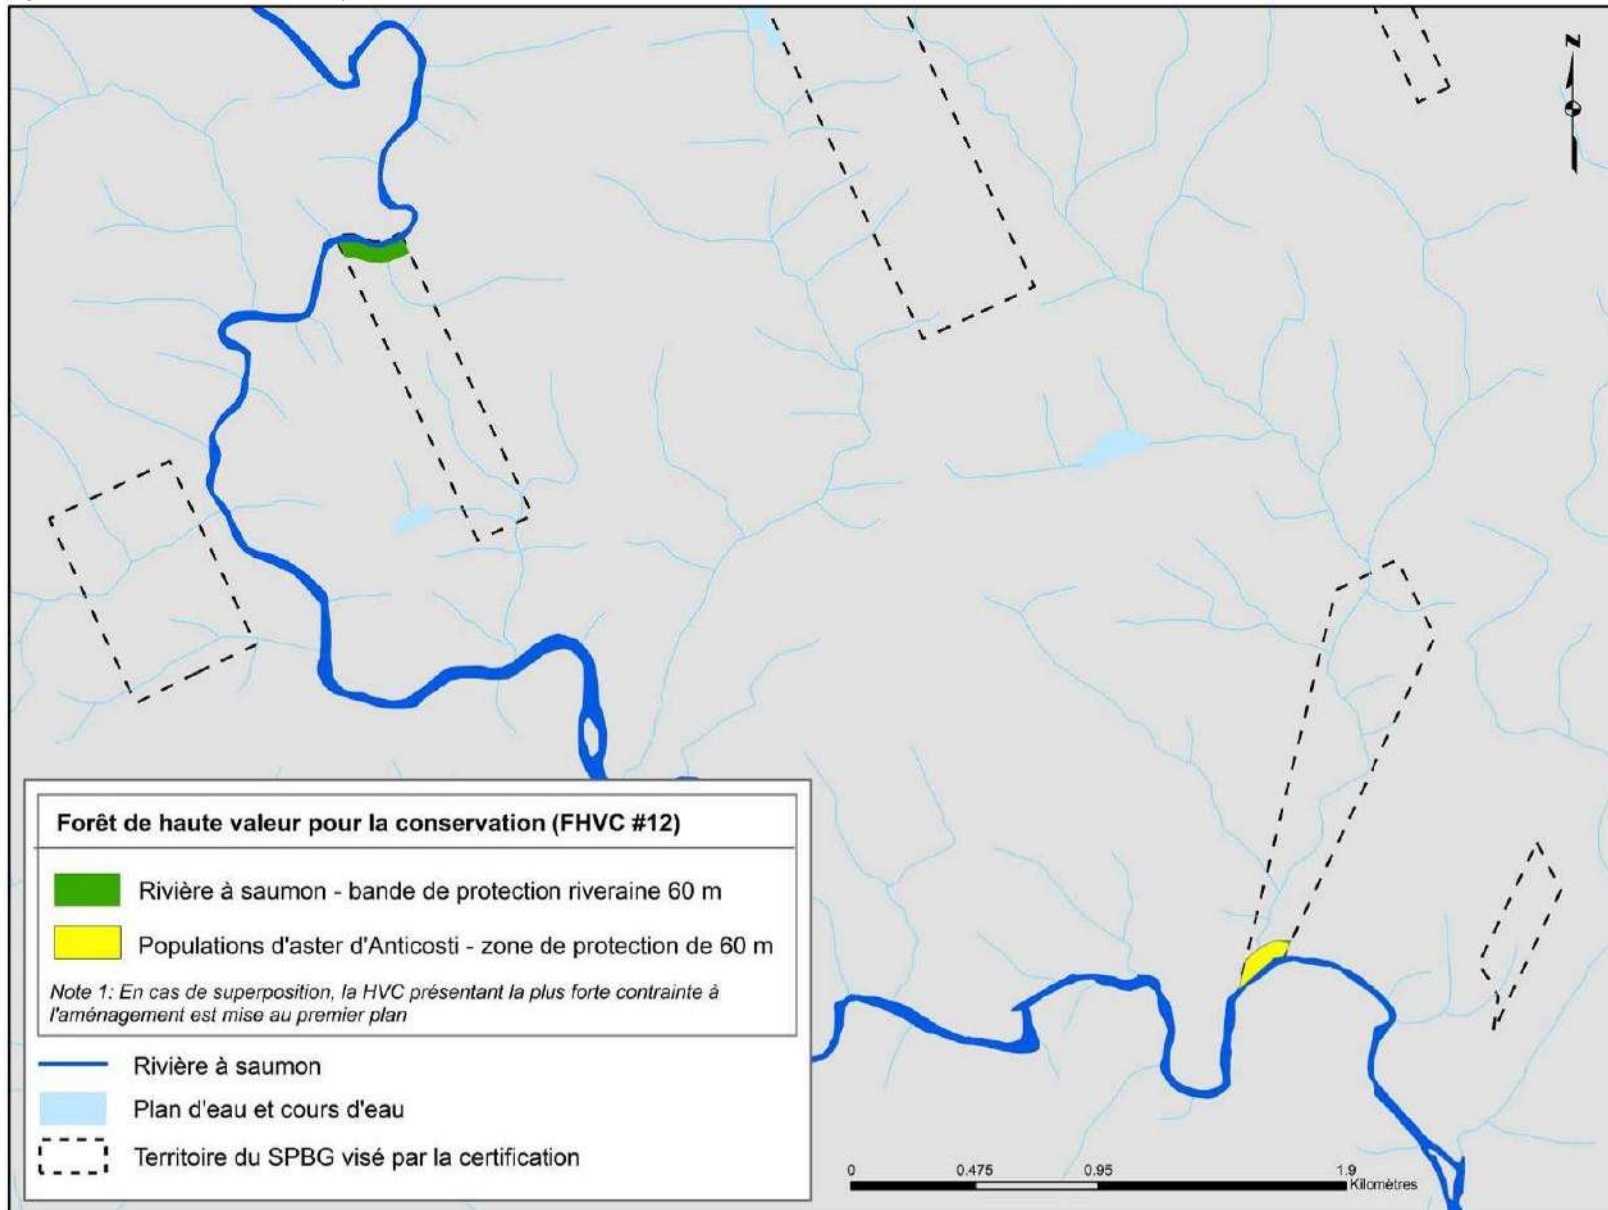 N
Forêt de haute valeur pour la conservation (FHVC #12)
Rivière à saumon - bande de protection riveraine 60 m
Populations d'aster d'Anticosti - zone de protection de 60 m
Note 1: En cas de superposition, la HVC présentant la plus forte contrainte à
l'aménagement est mise au premier plan
Rivière à saumon
Plan d'eau et cours d'eau
Territoire du SPBG visé par la certification
0 0.475 0.95 1.9
Kilomètres